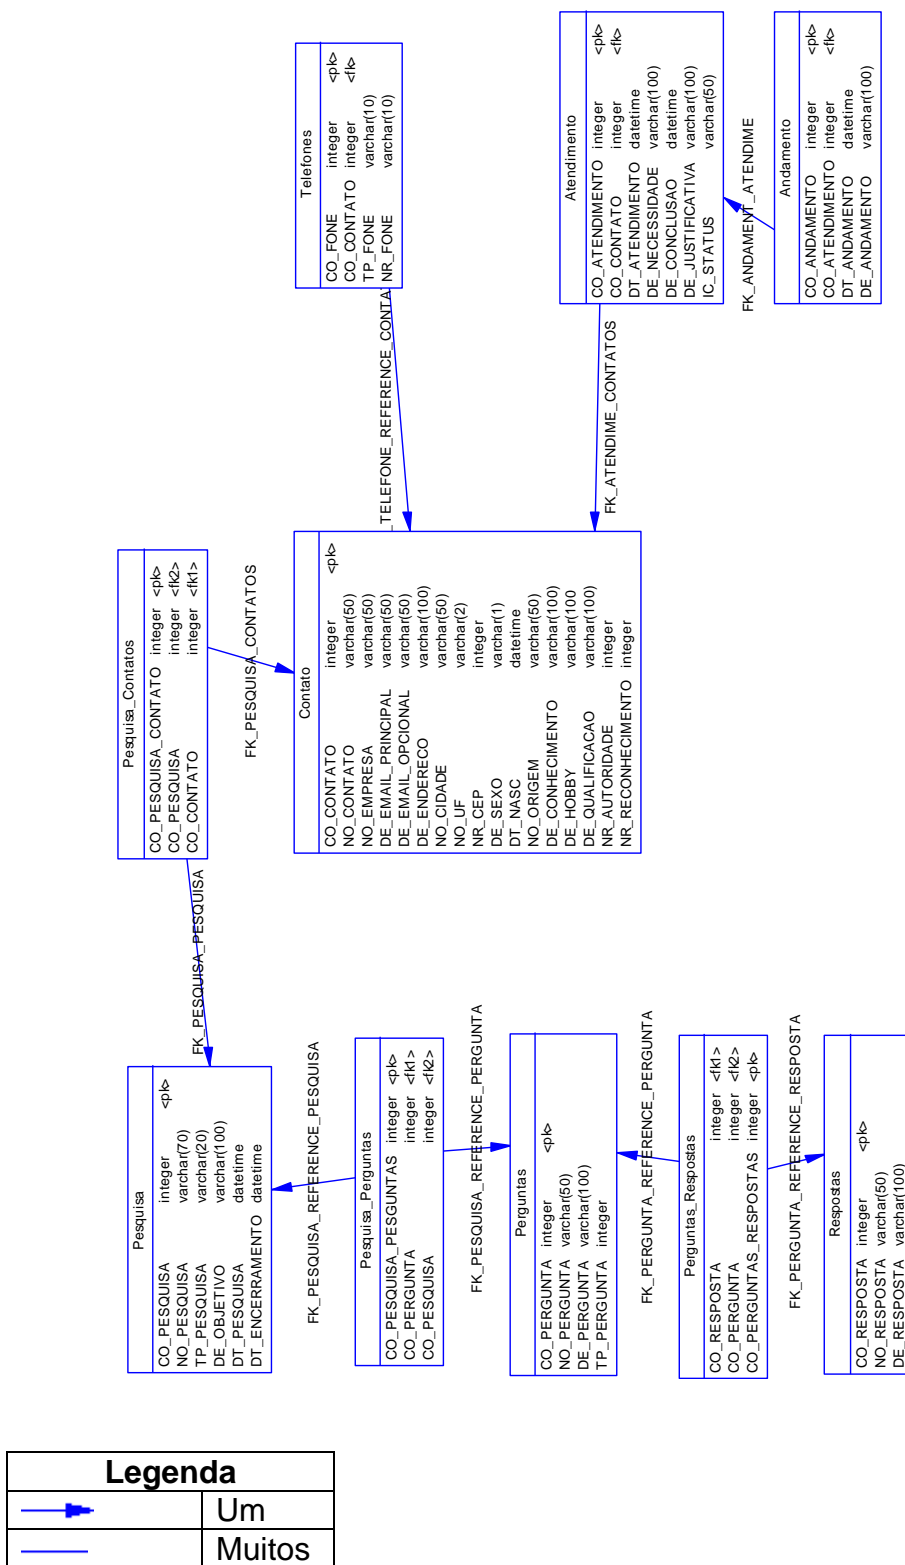 Telefones
CO_FONE integer <pk>
CO_CONTATO integer <fk>
TP_FONE varchar(10)
NR_FONE varchar(10)
Atendimento
CO_ATENDIMENTO integer <pk>
CO_CONTATO integer <fk>
DT_ATENDIMENTO datetime
DE_NECESSIDADE varchar(100)
DE_CONCLUSAO datetime
DE_JUSTIFICATIVA varchar(100)
IC_STATUS varchar(50)
FK_ANDAMENT_ATENDIME
Andamento
CO_ANDAMENTO integer <pk>
CO_ATENDIMENTO integer <fk>
DT_ANDAMENTO datetime
DE_ANDAMENTO varchar(100)
_TELEFONE_REFERENCE_CONTA
FK_ATENDIME_CONTATOS
Pesquisa_Contatos
CO_PESQUISA_CONTATO integer <pk>
CO_PESQUISA integer <fk2>
CO_CONTATO integer <fk1>
FK_PESQUISA_CONTATOS
Contato
CO_CONTATO integer <pk>
NO_CONTATO varchar(50)
NO_EMPRESA varchar(50)
DE_EMAIL_PRINCIPAL varchar(50)
DE_EMAIL_OPCIONAL varchar(50)
DE_ENDERECO varchar(100)
NO_CIDADE varchar(50)
NO_UF varchar(2)
NR_CEP integer
DE_SEXO varchar(1)
DT_NASC datetime
NO_ORIGEM varchar(50)
DE_CONHECIMENTO varchar(100)
DE_HOBBY varchar(100
DE_QUALIFICACAO varchar(100)
NR_AUTORIDADE integer
NR_RECONHECIMENTO integer
FK_PESQUISA_PESQUISA
Pesquisa
CO_PESQUISA integer <pk>
NO_PESQUISA varchar(70)
TP_PESQUISA varchar(20)
DE_OBJETIVO varchar(100)
DT_PESQUISA datetime
DT_ENCERRAMENTO datetime
FK_PESQUISA_REFERENCE_PESQUISA
Pesquisa_Perguntas
CO_PESQUISA_PESGUNTAS integer <pk>
CO_PERGUNTA integer <fk1>
CO_PESQUISA integer <fk2>
FK_PESQUISA_REFERENCE_PERGUNTA
Perguntas
CO_PERGUNTA integer <pk>
NO_PERGUNTA varchar(50)
DE_PERGUNTA varchar(100)
TP_PERGUNTA integer
FK_PERGUNTA_REFERENCE_PERGUNTA
Perguntas_Respostas
CO_RESPOSTA integer <fk1>
CO_PERGUNTA integer <fk2>
CO_PERGUNTAS_RESPOSTAS integer <pk>
FK_PERGUNTA_REFERENCE_RESPOSTA
Respostas
CO_RESPOSTA integer <pk>
NO_RESPOSTA varchar(50)
DE_RESPOSTA varchar(100)
Legenda
Um
Muitos